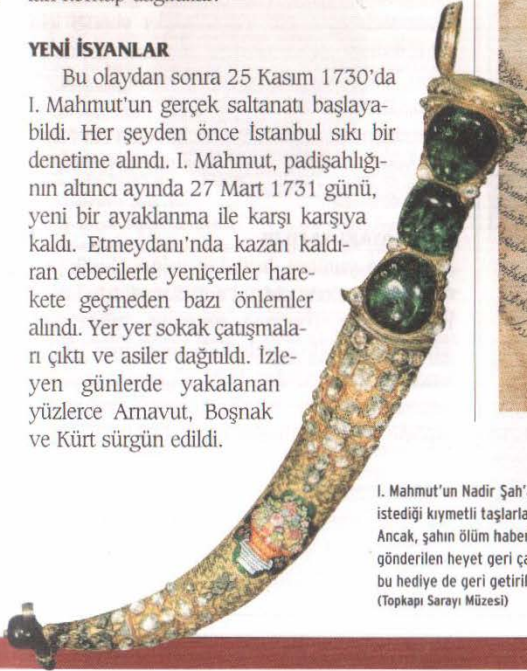 YENİ İSYANLAR
Bu olaydan sonra 25 Kasım 1730'da
I. Mahmut'un gerçek saltanatı başlaya-
bildi. Her şeyden önce İstanbul sıkı bir
denetime alındı. I. Mahmut, padişahlığı-
nın altıncı ayında 27 Mart 1731 günü,
yeni bir ayaklanma ile karşı karşıya
kaldı. Etmeydanı'nda kazan kaldı-
ran cebecilerle yeniçeriler hare-
kete geçmeden bazı önlemler
alındı. Yer yer sokak çatışmala-
rı çıktı ve asiler dağıtıldı. İzle-
yen günlerde yakalanan
yüzlerce Arnavut, Boşnak
ve Kürt sürgün edildi.
I. Mahmut'un Nadir Şah'
istediği kıymetli taşlarla
Ancak, şahın ölüm haber
gönderilen heyet geri ça
bu hediye de geri getiril
(Topkapı Sarayı Müzesi)